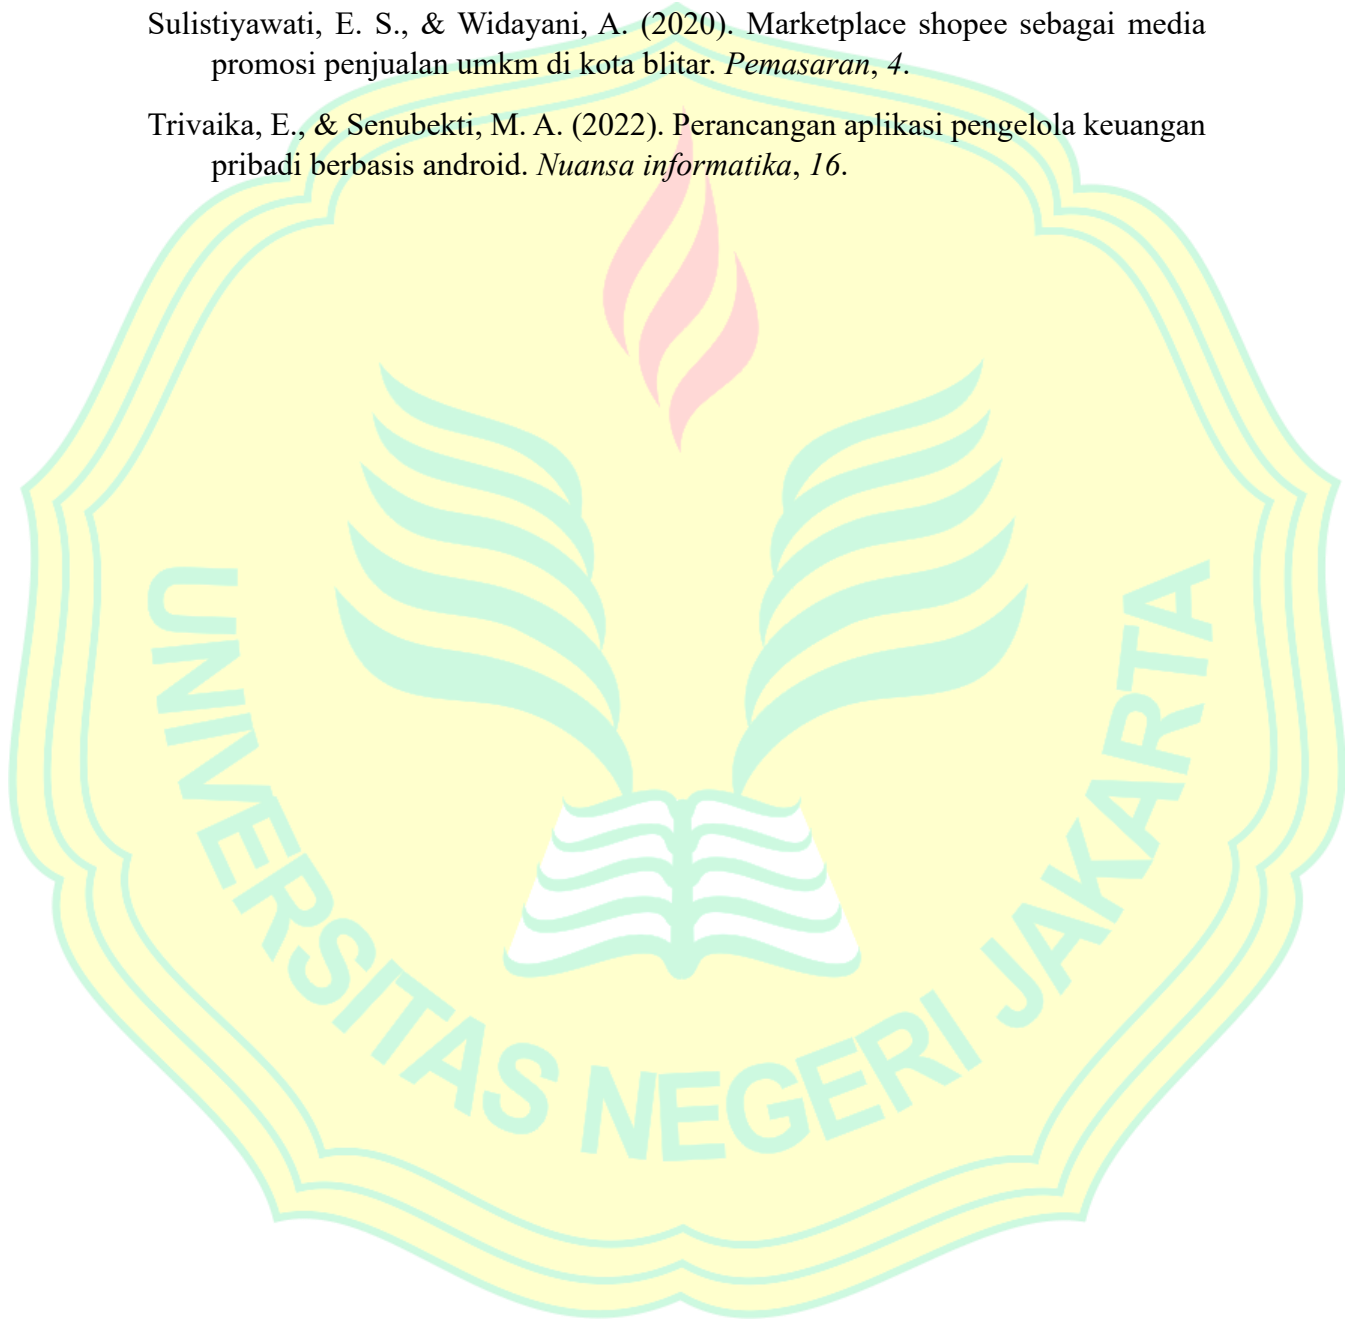 Sulistiyawati, E. S., & Widayani, A. (2020). Marketplace shopee sebagai media
promosi penjualan umkm di kota blitar. Pemasaran, 4.
Trivaika, E., & Senubekti, M. A. (2022). Perancangan aplikasi pengelola keuangan
pribadi berbasis android. Nuansa informatika, 16.
UNIVERSITAS NEGERI JAKARTA